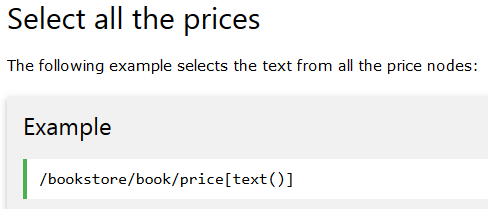 Select all the prices
The following example selects the text from all the price nodes:
Example
/bookstore/book/price[text()]